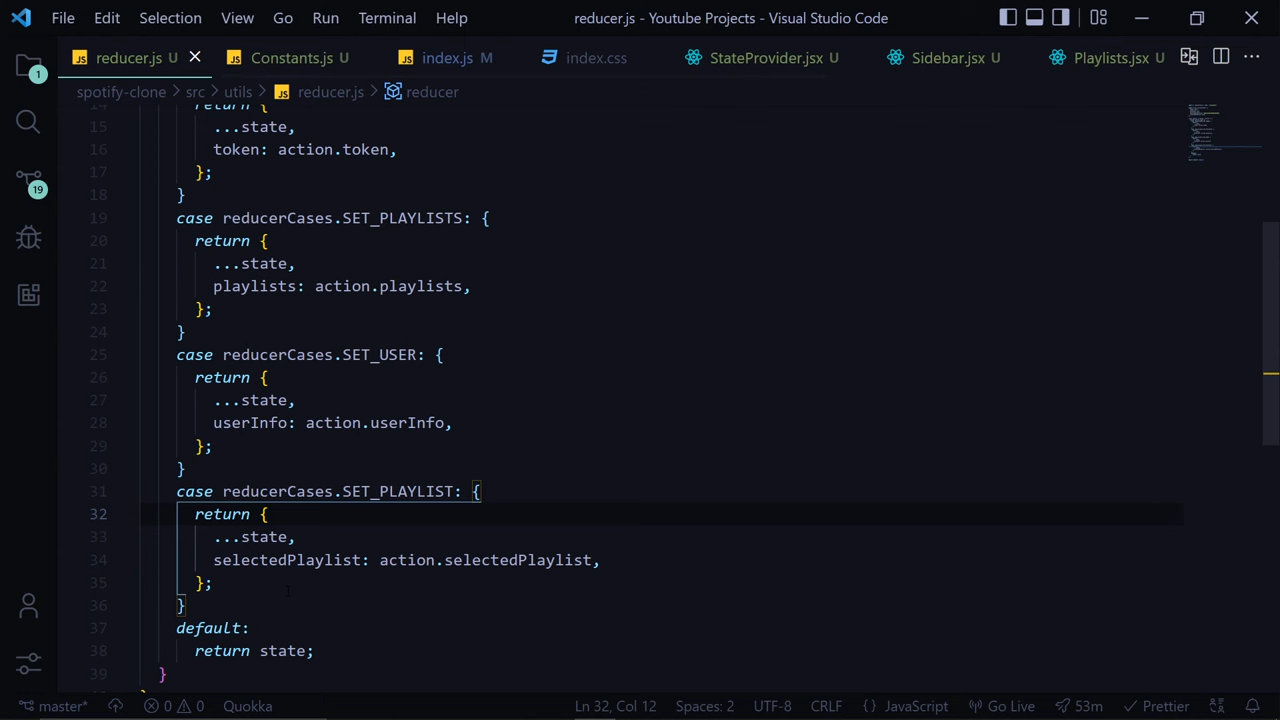 File Edit Selection View Go Run Terminal Help reducer.js - Youtube Projects - Visual Studio Code
reducer.js U Constants.js U index.js M index.css StateProvider.jsx U Sidebar.jsx U Playlists.jsx U
spotify-clone > src > utils > reducer.js > reducer
14 return {
15 ...state,
16 token: action.token,
17 };
18 }
19 case reducerCases.SET_PLAYLISTS: {
20 return {
21 ...state,
22 playlists: action.playlists,
23 };
24 }
25 case reducerCases.SET_USER: {
26 return {
27 ...state,
28 userInfo: action.userInfo,
29 };
30 }
31 case reducerCases.SET_PLAYLIST: {
32 return {
33 ...state,
34 selectedPlaylist: action.selectedPlaylist,
35 };
36 }
37 default:
38 return state;
39 }
1
19
master* 0 0 Quokka Ln 32, Col 12 Spaces: 2 UTF-8 CRLF { } JavaScript Go Live 53m Prettier